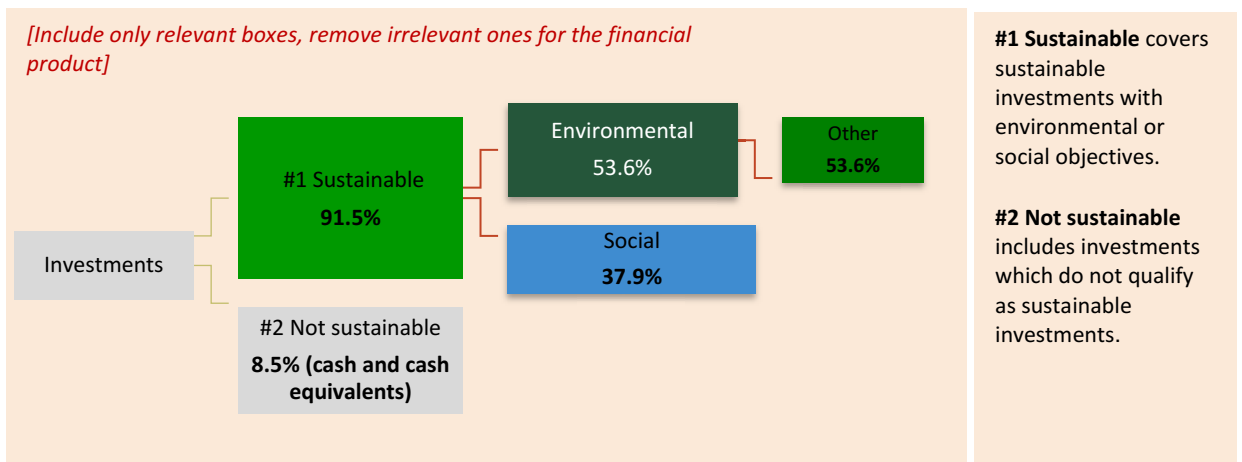 [Include only relevant boxes, remove irrelevant ones for the financial
product]
Investments
#1 Sustainable
91.5%
#2 Not sustainable
8.5% (cash and cash
equivalents)
Environmental
53.6%
Social
37.9%
Other
53.6%
#1 Sustainable covers
sustainable
investments with
environmental or
social objectives.
#2 Not sustainable
includes investments
which do not qualify
as sustainable
investments.